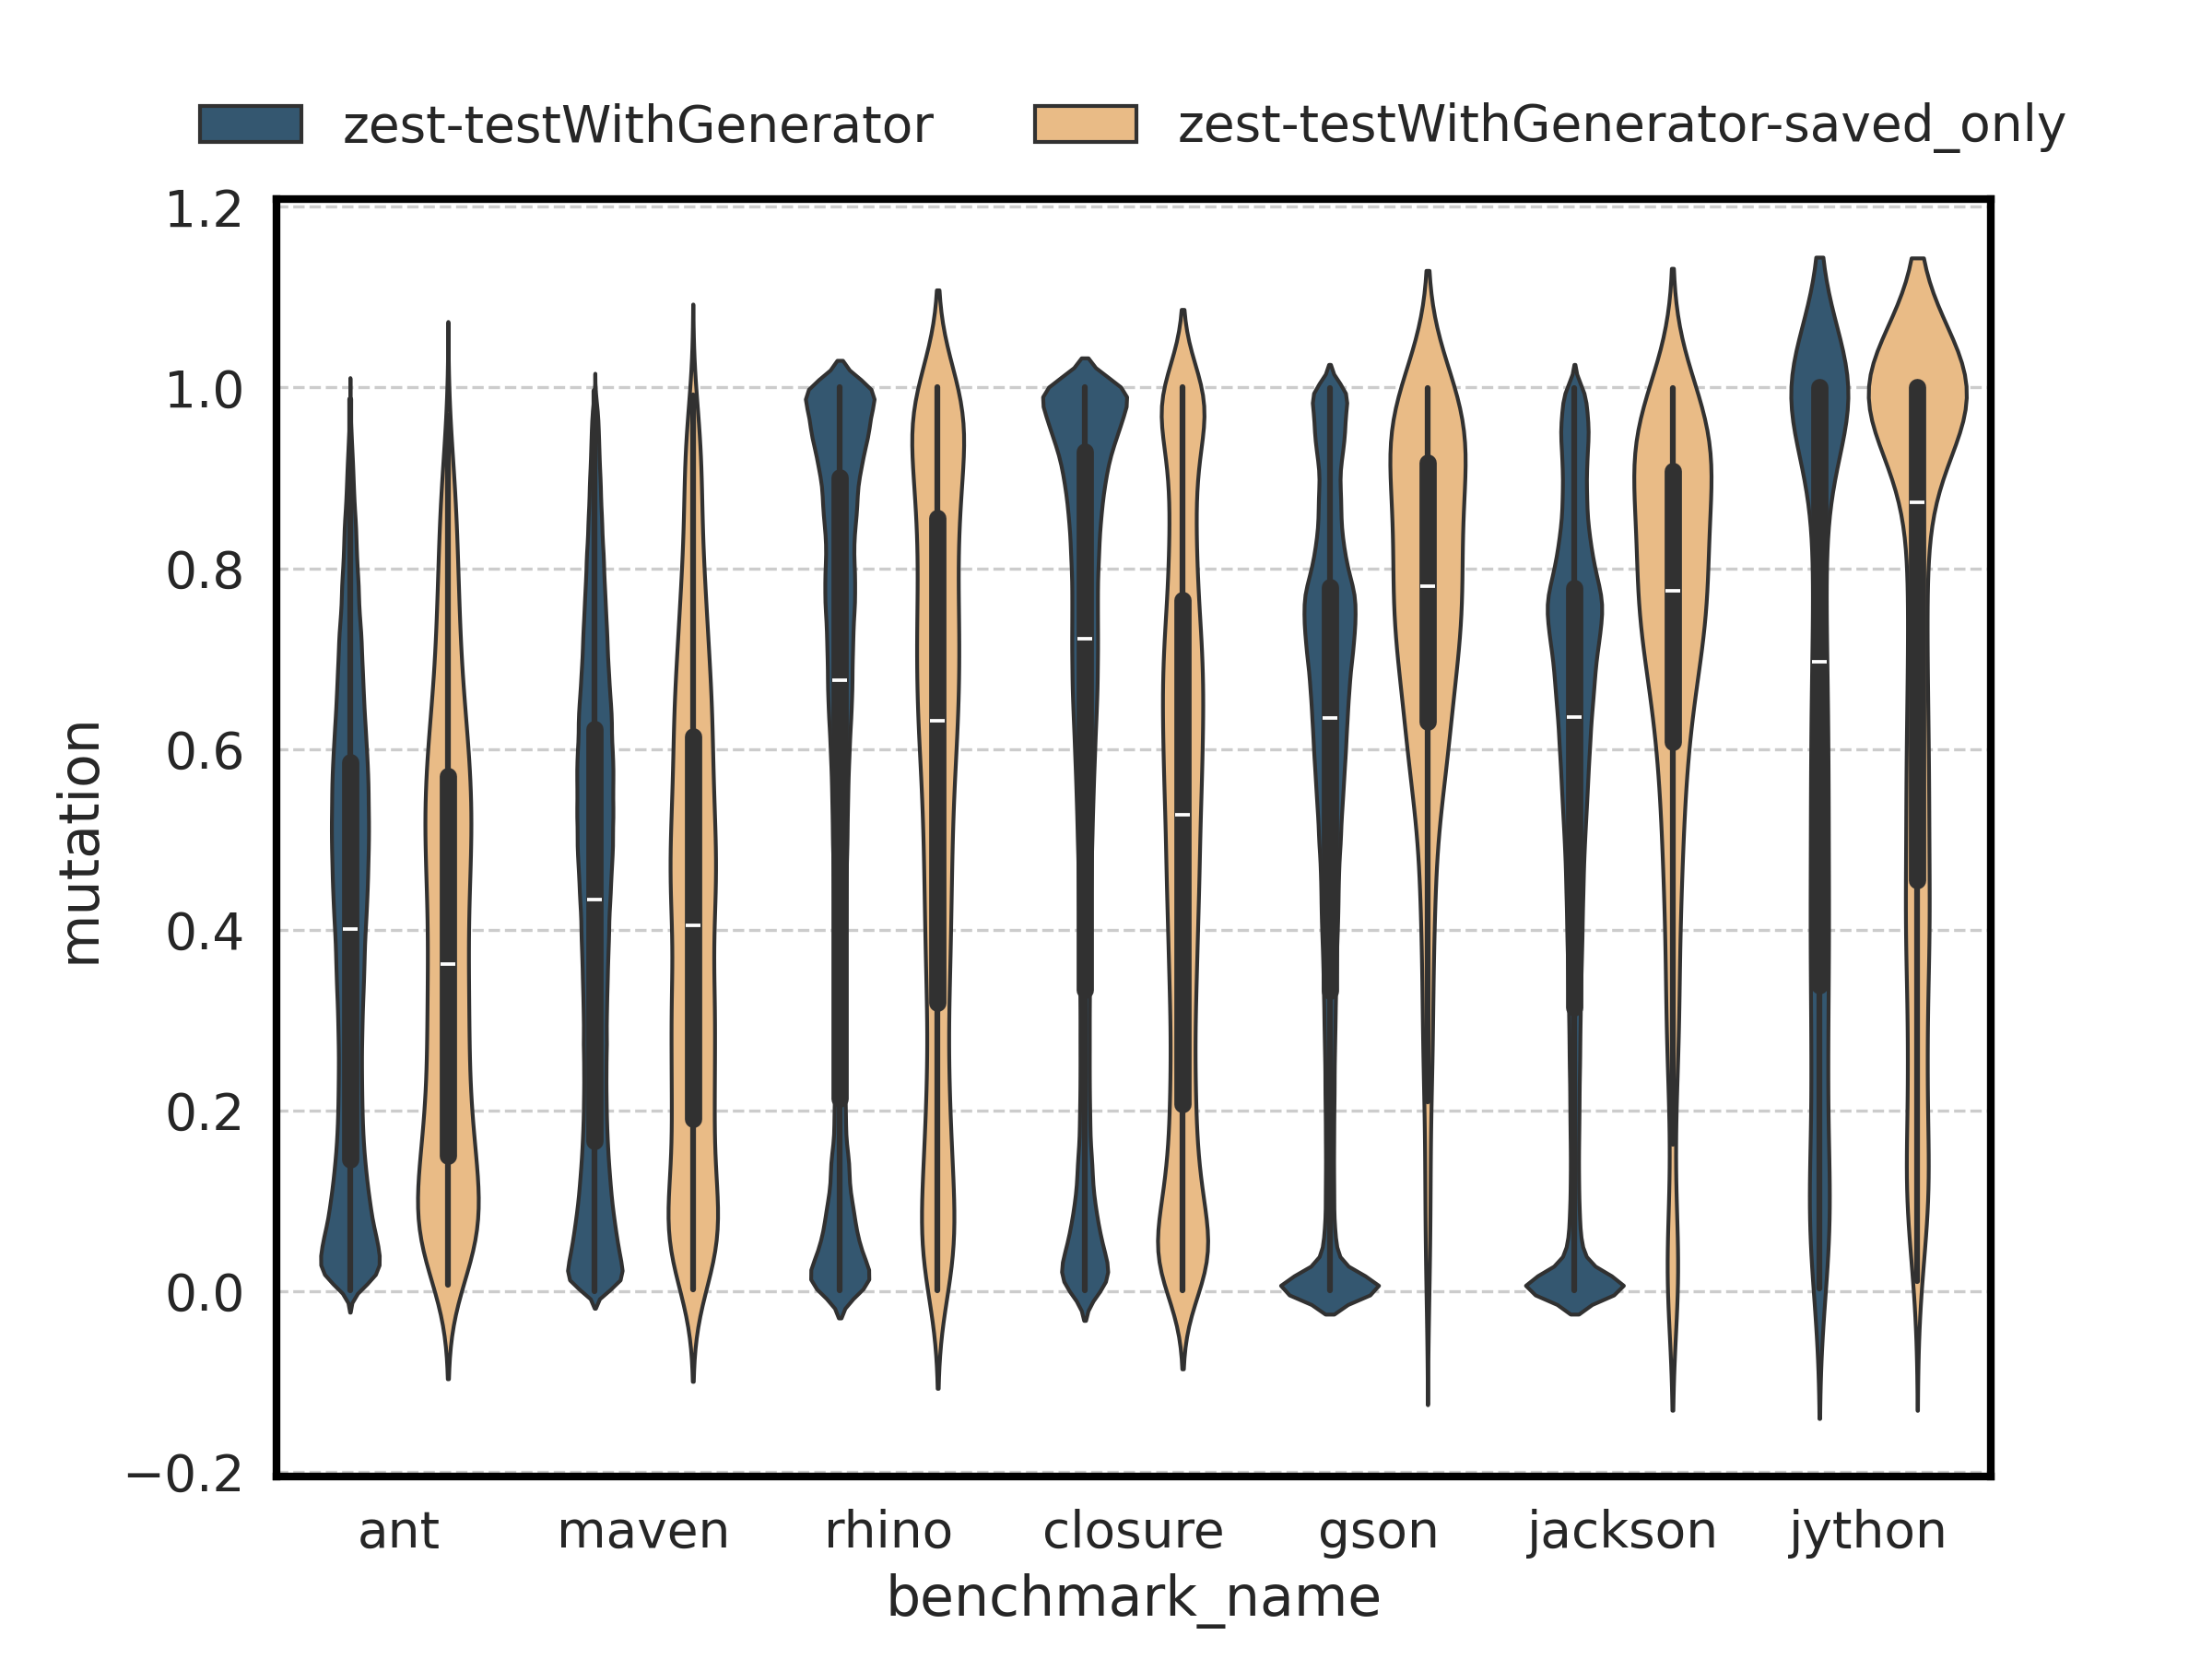 zest-testWithGenerator zest-testWithGenerator-saved_only
1.2
1.0
0.8
0.6
0.4
0.2
0.0
−0.2
mutation
ant maven rhino closure gson jackson jython
benchmark_name